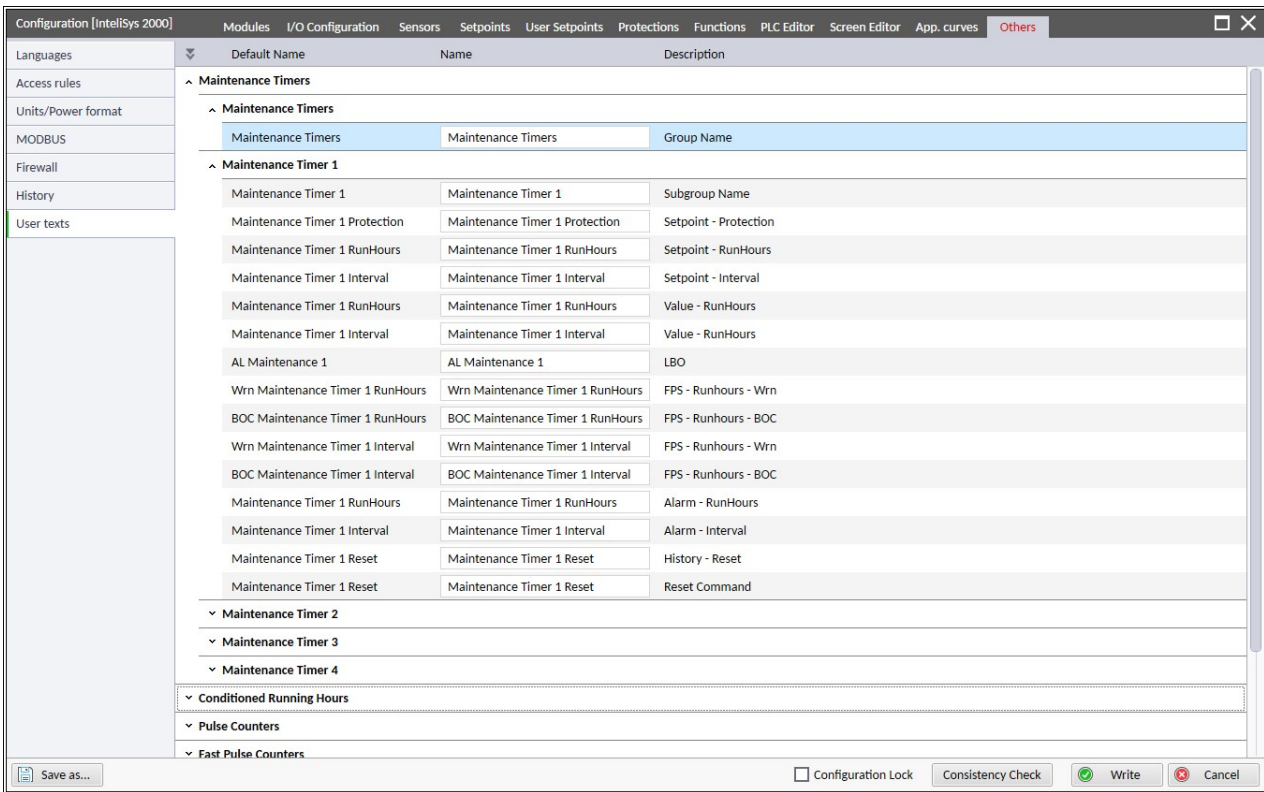 Configuration [InteliSys 2000]
Modules I/O Configuration Sensors Setpoints User Setpoints Protections Functions PLC Editor Screen Editor App. curves Others
Languages
Access rules
Units/Power format
MODBUS
Firewall
History
User texts
Default Name Name Description
Maintenance Timers
Maintenance Timers
Maintenance Timers Maintenance Timers Group Name
Maintenance Timer 1
Maintenance Timer 1 Maintenance Timer 1 Subgroup Name
Maintenance Timer 1 Protection Maintenance Timer 1 Protection Setpoint - Protection
Maintenance Timer 1 RunHours Maintenance Timer 1 RunHours Setpoint - RunHours
Maintenance Timer 1 Interval Maintenance Timer 1 Interval Setpoint - Interval
Maintenance Timer 1 RunHours Maintenance Timer 1 RunHours Value - RunHours
Maintenance Timer 1 Interval Maintenance Timer 1 Interval Value - RunHours
AL Maintenance 1 AL Maintenance 1 LBO
Wrn Maintenance Timer 1 RunHours Wrn Maintenance Timer 1 RunHours FPS - Runhours - Wrn
BOC Maintenance Timer 1 RunHours BOC Maintenance Timer 1 RunHours FPS - Runhours - BOC
Wrn Maintenance Timer 1 Interval Wrn Maintenance Timer 1 Interval FPS - Runhours - Wrn
BOC Maintenance Timer 1 Interval BOC Maintenance Timer 1 Interval FPS - Runhours - BOC
Maintenance Timer 1 RunHours Maintenance Timer 1 RunHours Alarm - RunHours
Maintenance Timer 1 Interval Maintenance Timer 1 Interval Alarm - Interval
Maintenance Timer 1 Reset Maintenance Timer 1 Reset History - Reset
Maintenance Timer 1 Reset Maintenance Timer 1 Reset Reset Command
Maintenance Timer 2
Maintenance Timer 3
Maintenance Timer 4
Conditioned Running Hours
Pulse Counters
Fast Pulse Counters
Save as... Configuration Lock Consistency Check Write Cancel